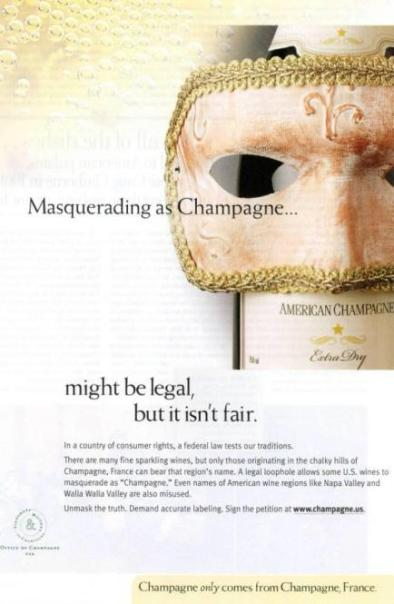 Masquerading as Champagne...
AMERICAN CHAMPAGNE
Extra Dry
might be legal,
but it isn't fair.
In a country of consumer rights, a federal law tests our traditions.
There are many fine sparkling wines, but only those originating in the chalky hills of
Champagne, France can bear that region's name. A legal loophole allows some U.S. wines to
masquerade as "Champagne." Even names of American wine regions like Napa Valley and
Walla Walla Valley are also misused.
Unmask the truth. Demand accurate labeling. Sign the petition at www.champagne.us.
&
OFFICE OF CHAMPAGNE
USA
Champagne only comes from Champagne, France.